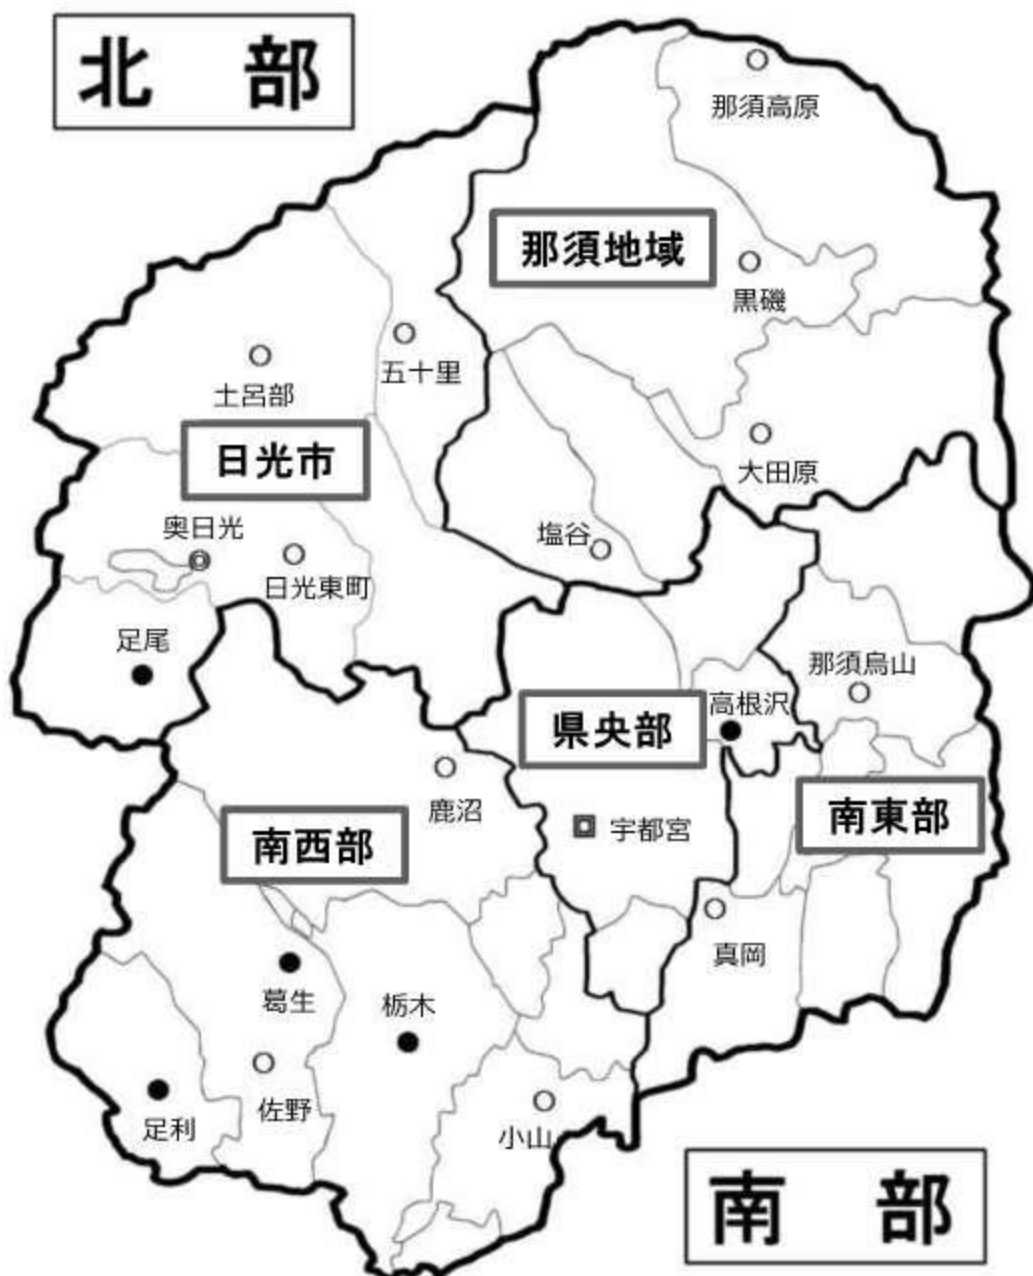 北部
那須高原
那須地域
黒磯
五十里
土呂部
日光市
大田原
奥日光
塩谷
日光東町
足尾
那須烏山
高根沢
県央部
鹿沼
南東部
宇都宮
南西部
真岡
葛生
栃木
佐野
足利
小山
南部